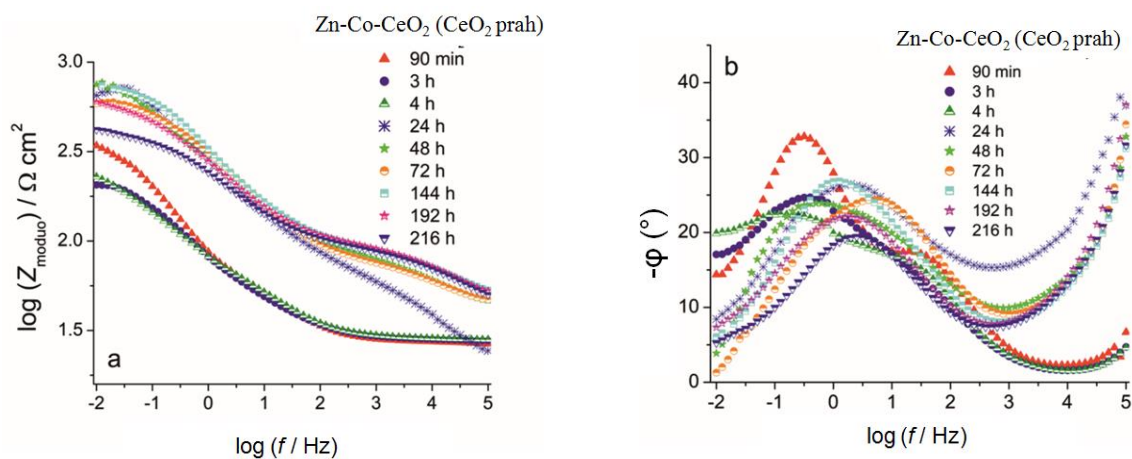 Zn-Co-CeO₂ (CeO₂ prah)
90 min
3 h
4 h
24 h
48 h
72 h
144 h
192 h
216 h
log (Z moduo) / Ω cm²
3.0
2.5
2.0
1.5
a
-2 -1 0 1 2 3 4 5
log (f / Hz)
Zn-Co-CeO₂ (CeO₂ prah)
b
90 min
3 h
4 h
24 h
48 h
72 h
144 h
192 h
216 h
-φ (°)
40
30
20
10
0
-2 -1 0 1 2 3 4 5
log (f / Hz)